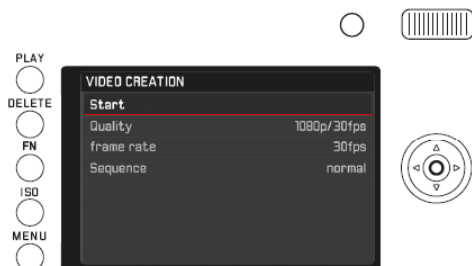 PLAY
DELETE
FN
ISO
MENU
VIDEO CREATION
Start
Quality 1080p/30fps
frame rate 30fps
Sequence normal